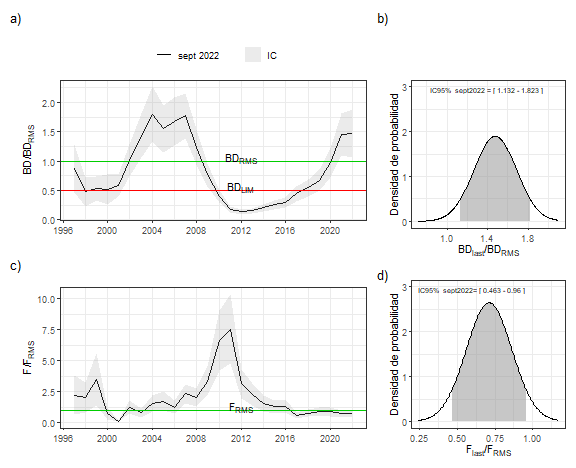 a)
sept 2022
IC
BD/BDRMS
2.0
1.5
1.0
0.5
0.0
BDRMS
BDLIM
1996
2000
2004
2008
2012
2016
2020
b)
Densidad de probabilidad
3
2
1
0
IC95% sept2022 = [ 1.132 - 1.823 ]
1.0
1.4
1.8
BDlast/BDRMS
c)
F/FRMS
10.0
7.5
5.0
2.5
0.0
FRMS
1996
2000
2004
2008
2012
2016
2020
d)
Densidad de probabilidad
3
2
1
0
IC95% sept2022= [ 0.463 - 0.96 ]
0.25
0.50
0.75
1.00
Flast/FRMS